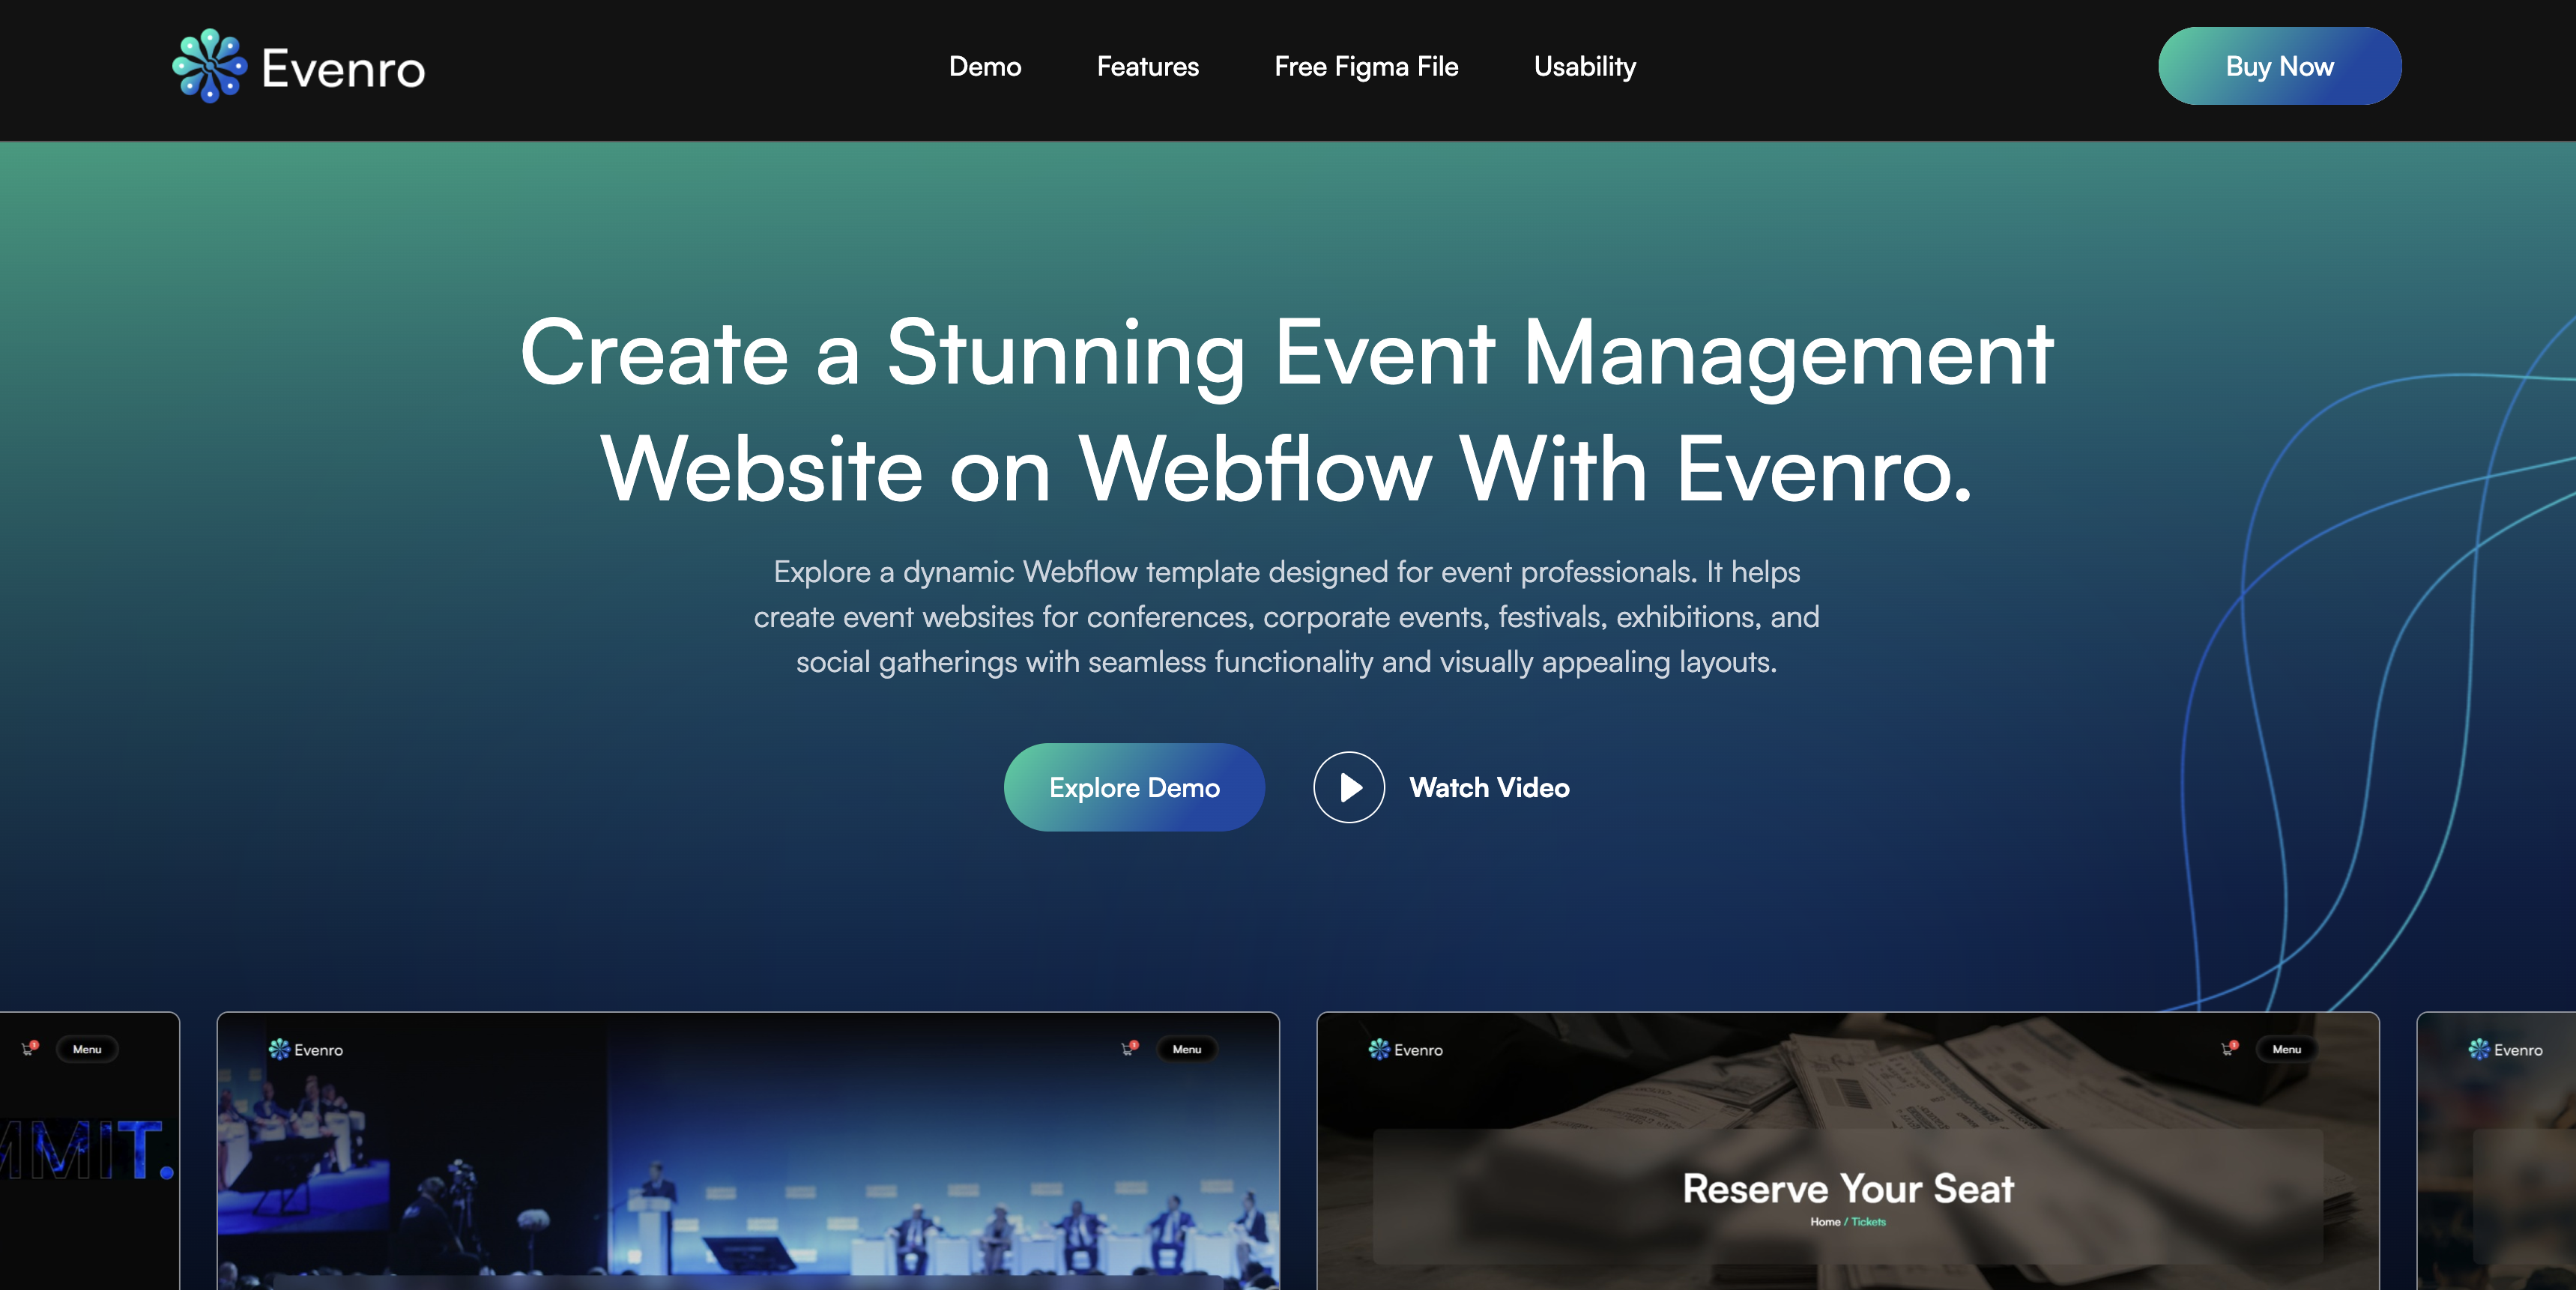 Evenro
Demo
Features
Free Figma File
Usability
Buy Now
Create a Stunning Event Management
Website on Webflow With Evenro.
Explore a dynamic Webflow template designed for event professionals. It helps
create event websites for conferences, corporate events, festivals, exhibitions, and
social gatherings with seamless functionality and visually appealing layouts.
Explore Demo
Watch Video
1
Menu
MMIT.
Evenro
1
Menu
Evenro
1
Menu
Reserve Your Seat
Home / Tickets
Evenro